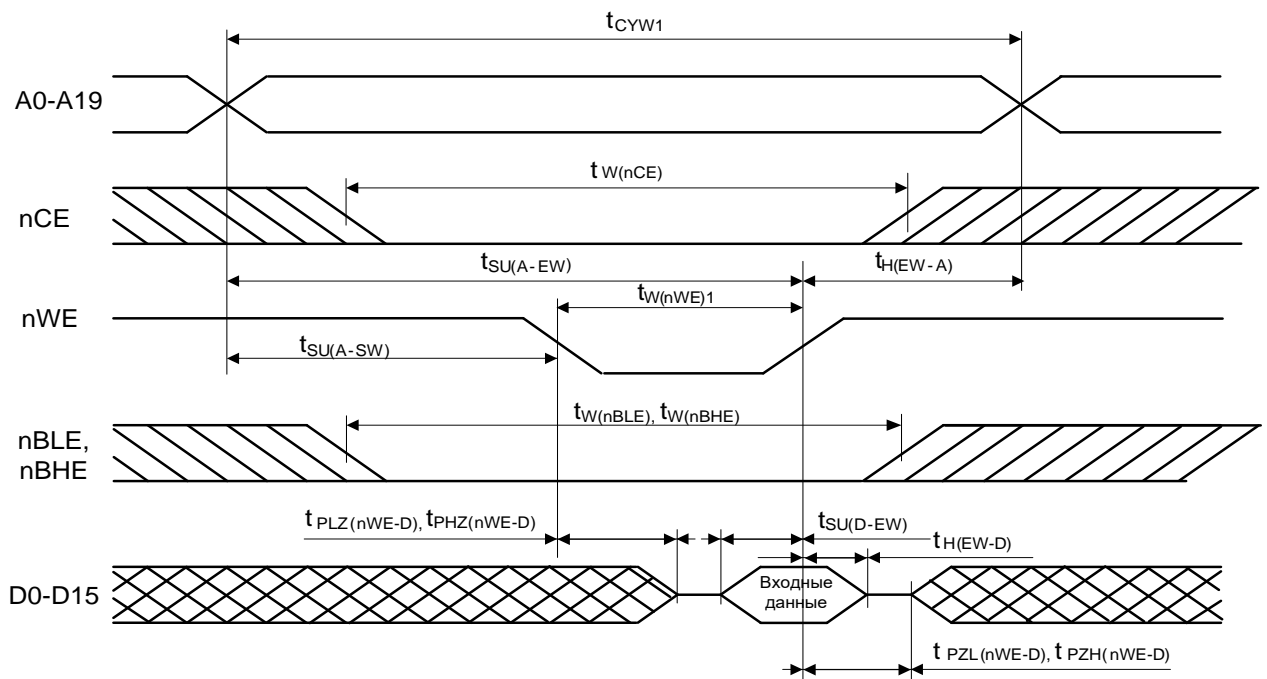 tCYW1
A0-A19
t W(nCE)
nCE
tSU(A-EW)
tH(EW-A)
tW(nWE)1
nWE
tSU(A-SW)
tW(nBLE), tW(nBHE)
nBLE,
nBHE
t PLZ(nWE-D), tPHZ(nWE-D)
tSU(D-EW)
tH(EW-D)
D0-D15
Входные
данные
t PZL(nWE-D), t PZH(nWE-D)